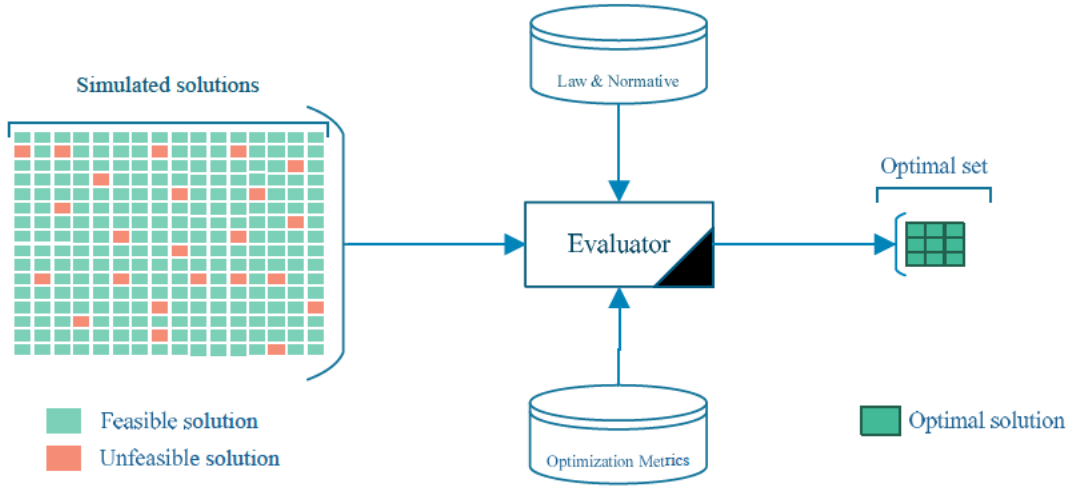 Simulated solutions
Law & Normative
Optimal set
Evaluator
Optimization Metrics
Feasible solution
Unfeasible solution
Optimal solution